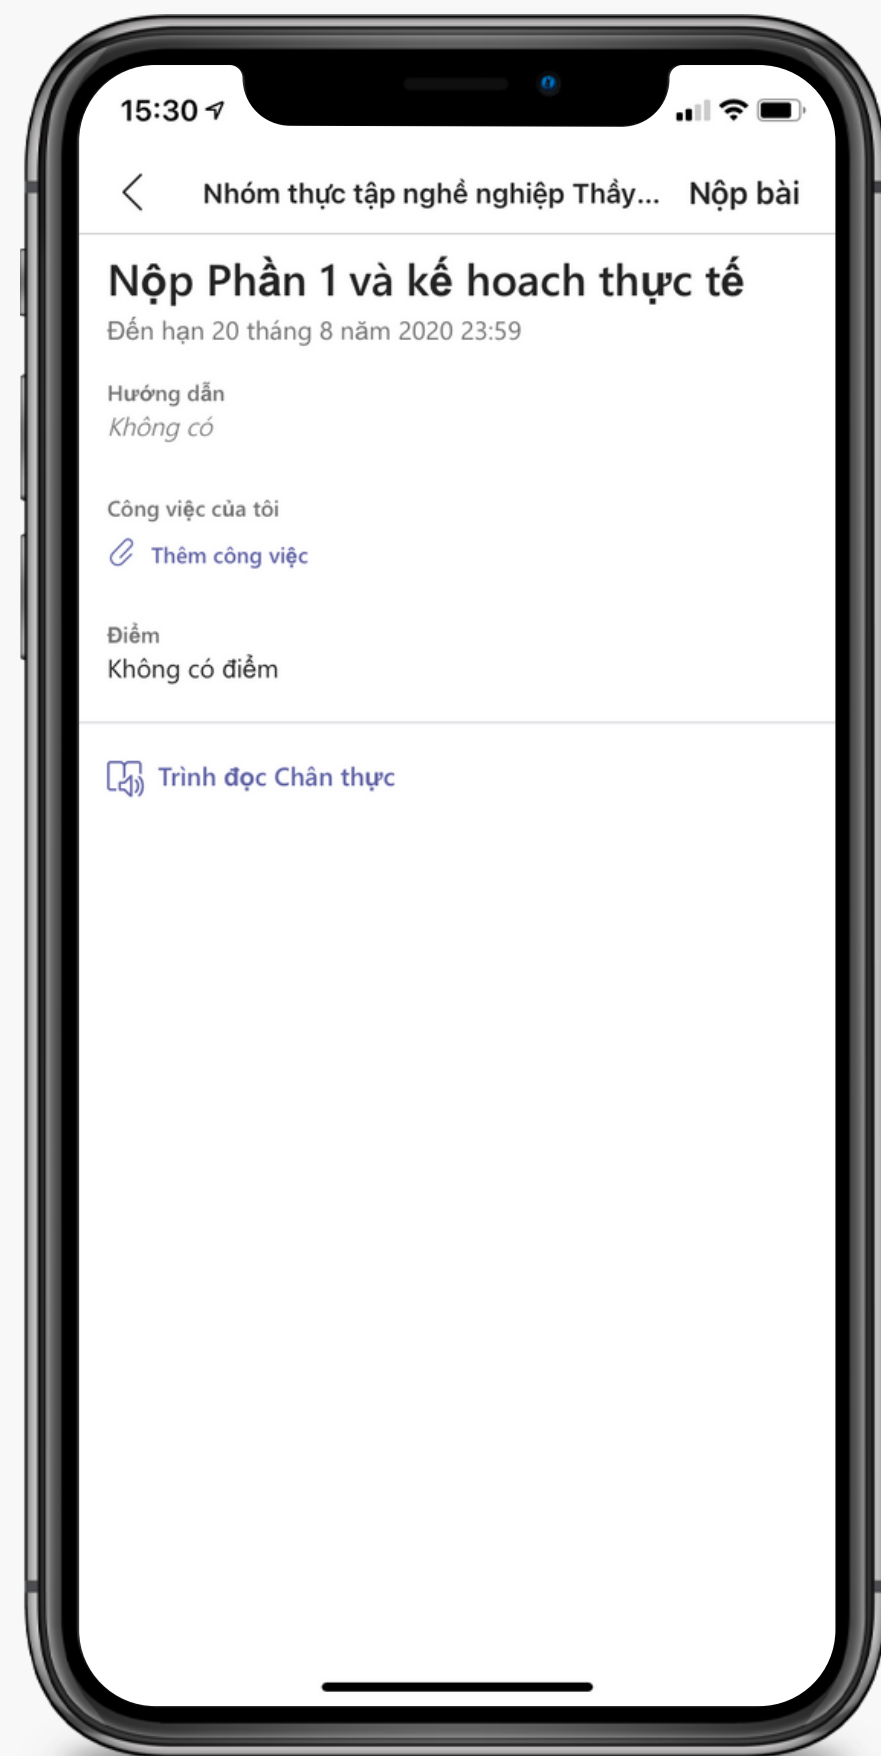 15:30
Nhóm thực tập nghề nghiệp Thầy... Nộp bài
Nộp Phần 1 và kế hoach thực tế
Đến hạn 20 tháng 8 năm 2020 23:59
Hướng dẫn
Không có
Công việc của tôi
Thêm công việc
Điểm
Không có điểm
Trình đọc Chân thực